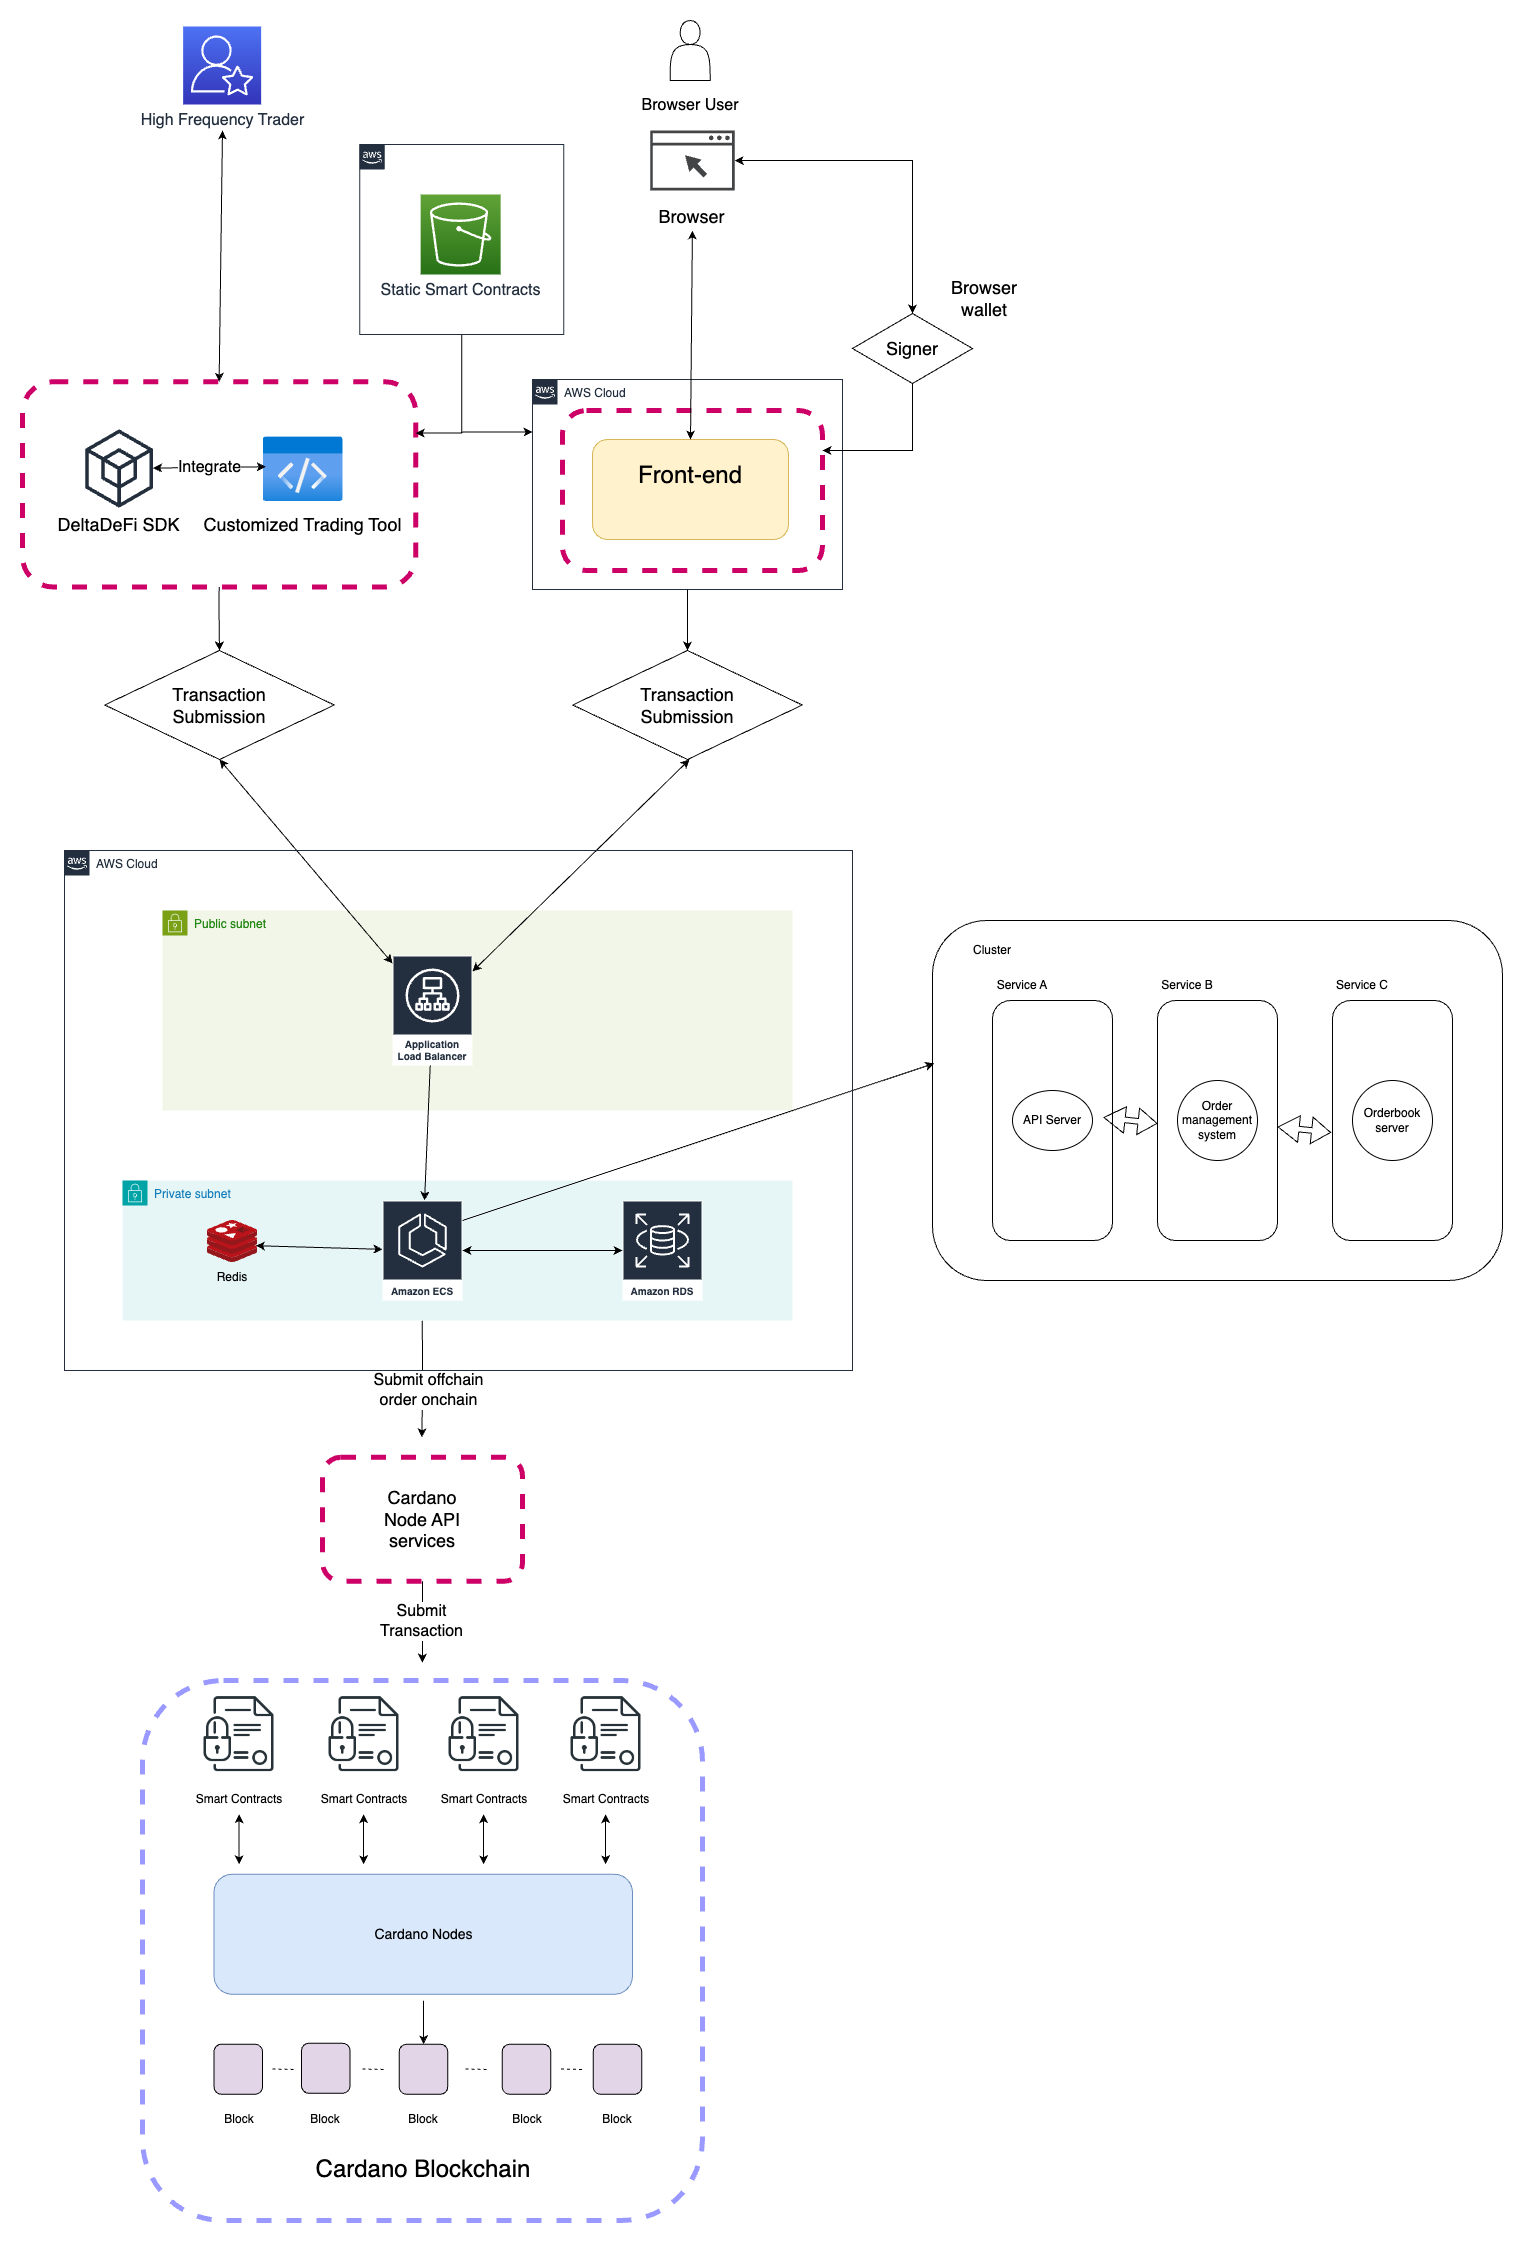 High Frequency Trader
Browser User
aws
Static Smart Contracts
Browser
Browser
wallet
Signer
aws
AWS Cloud
Front-end
Integrate
DeltaDeFi SDK
Customized Trading Tool
Transaction
Submission
Transaction
Submission
aws
AWS Cloud
Public subnet
Application
Load Balancer
Cluster
Service A
Service B
Service C
API Server
Order
management
system
Orderbook
server
Private subnet
Redis
Amazon ECS
Amazon RDS
Submit offchain
order onchain
Cardano
Node API
services
Submit
Transaction
Smart Contracts
Smart Contracts
Smart Contracts
Smart Contracts
Cardano Nodes
Block
Block
Block
Block
Block
Cardano Blockchain